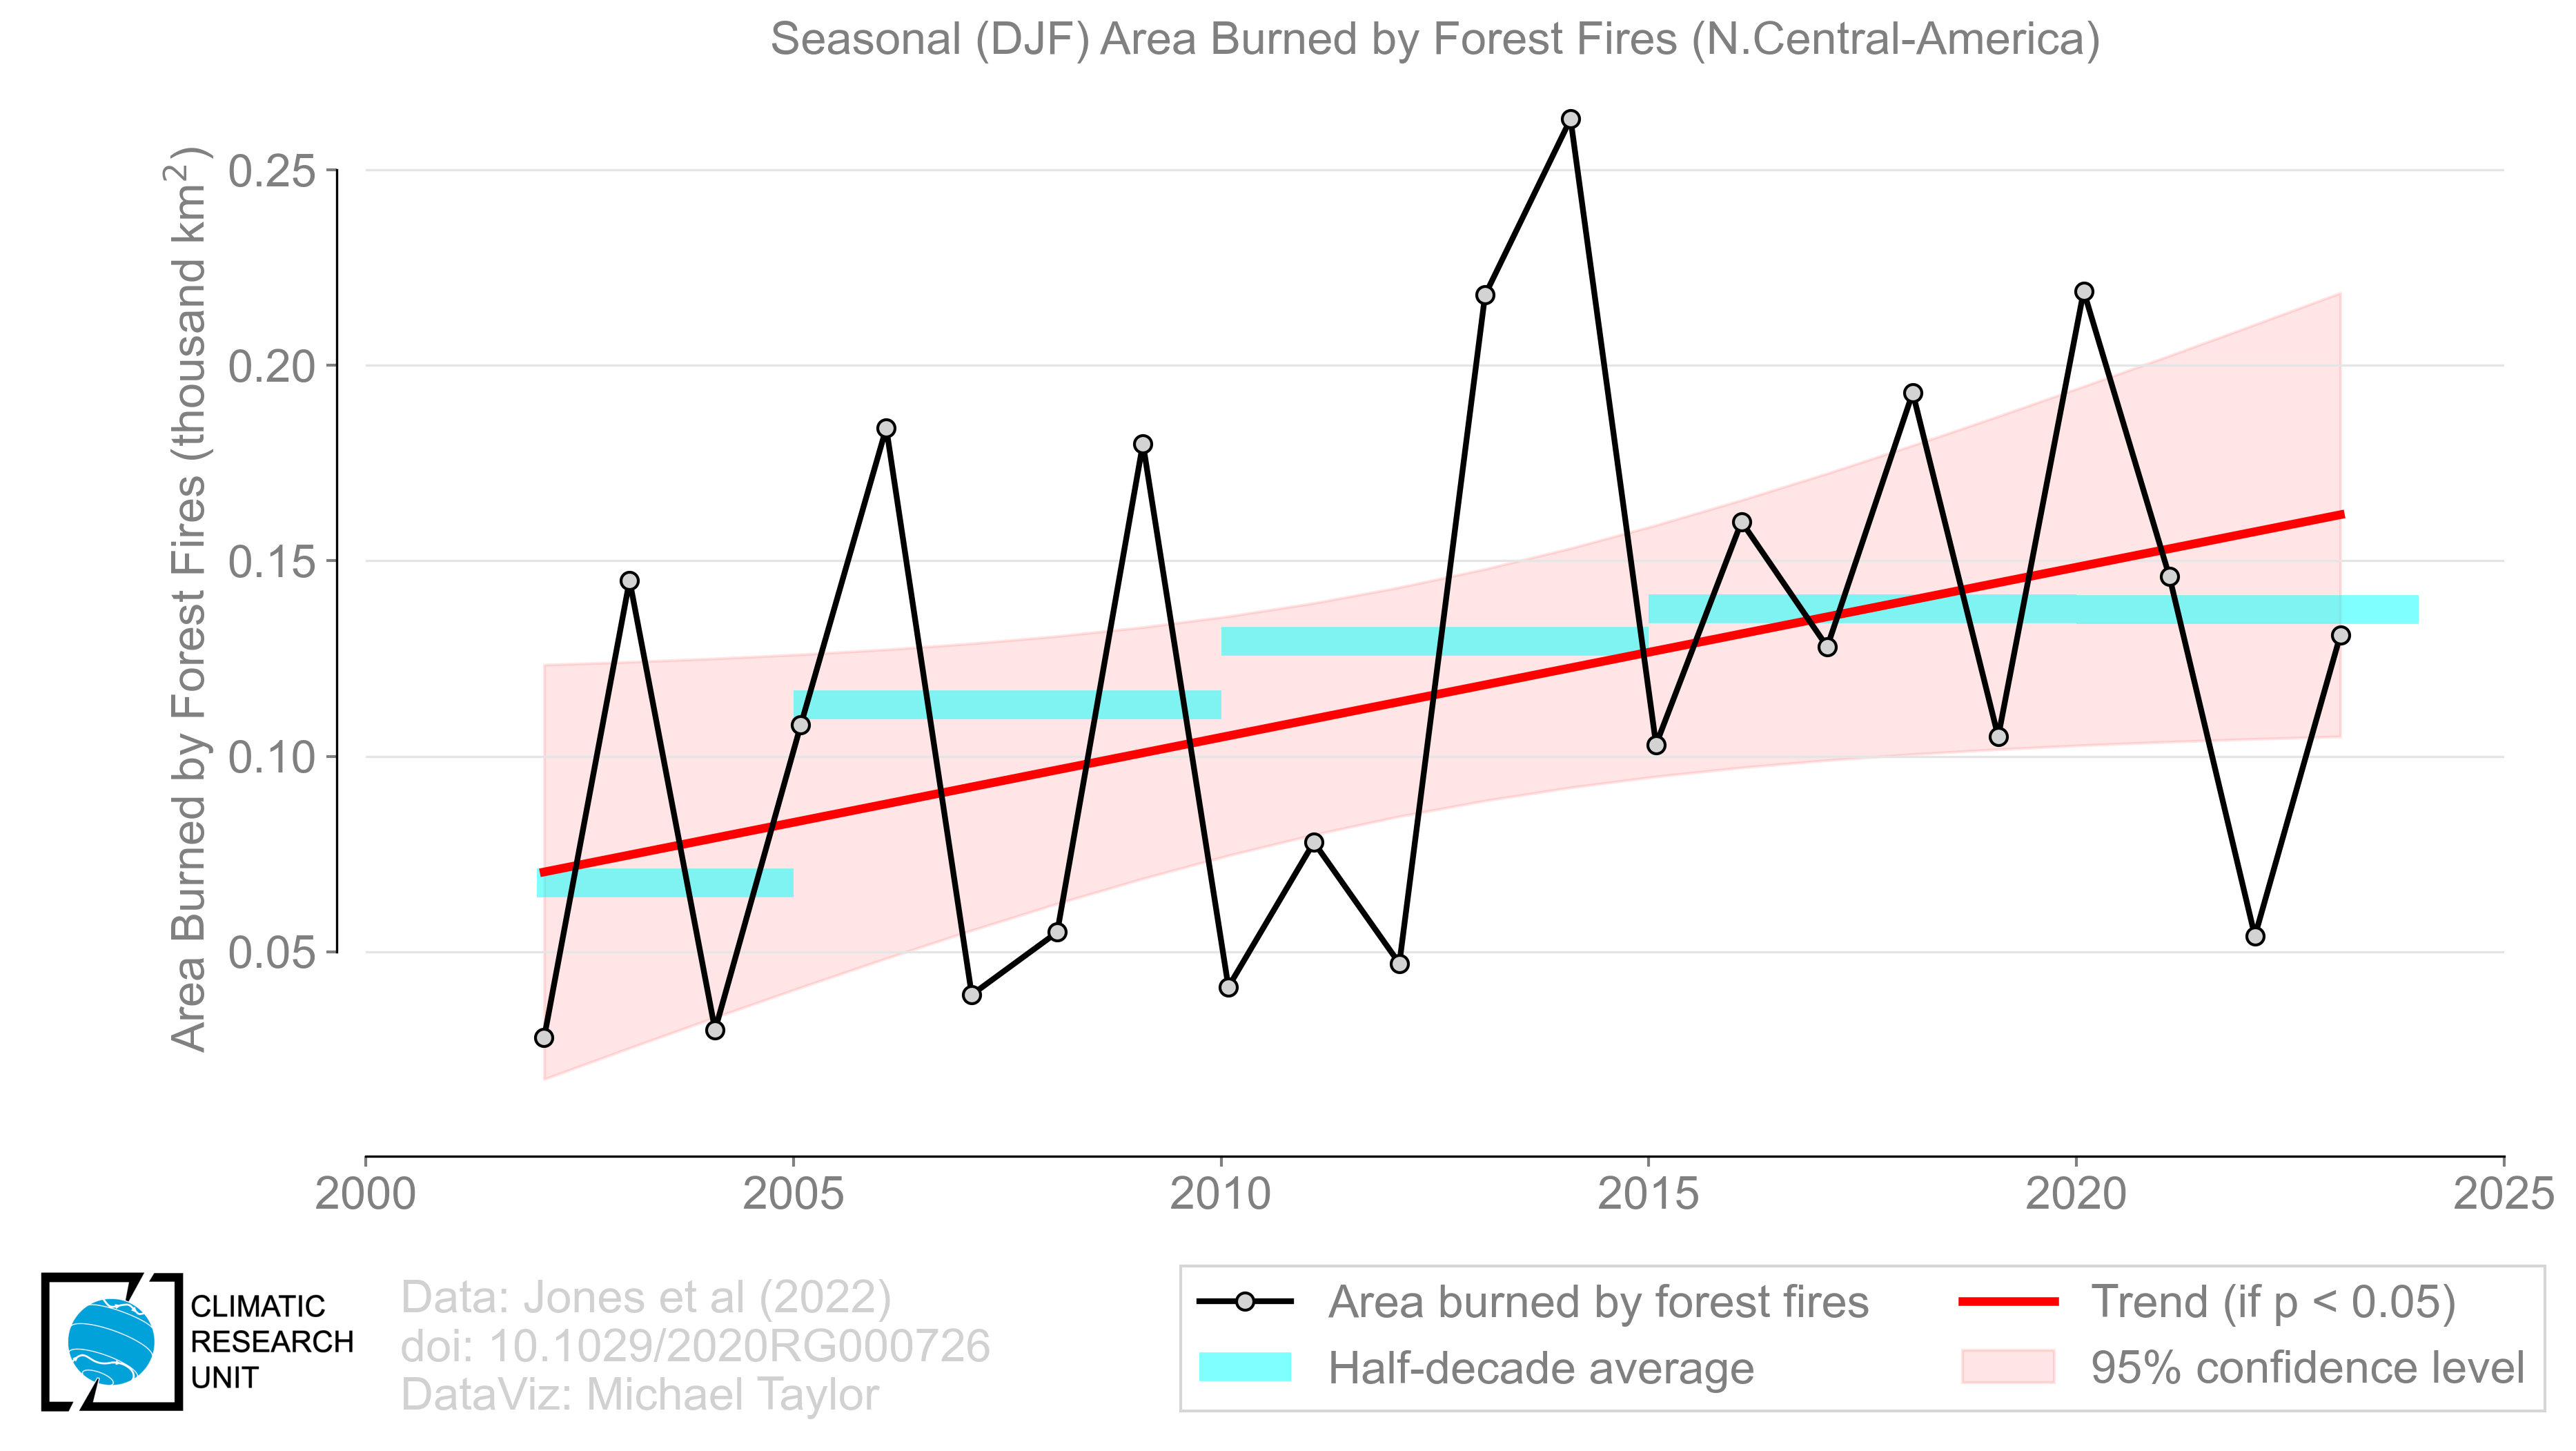 Seasonal (DJF) Area Burned by Forest Fires (N.Central-America)
Area Burned by Forest Fires (thousand km²)
0.25
0.20
0.15
0.10
0.05
2000 2005 2010 2015 2020 2025
CLIMATIC
RESEARCH
UNIT
Data: Jones et al (2022)
doi: 10.1029/2020RG000726
DataViz: Michael Taylor
Area burned by forest fires
Half-decade average
Trend (if p < 0.05)
95% confidence level